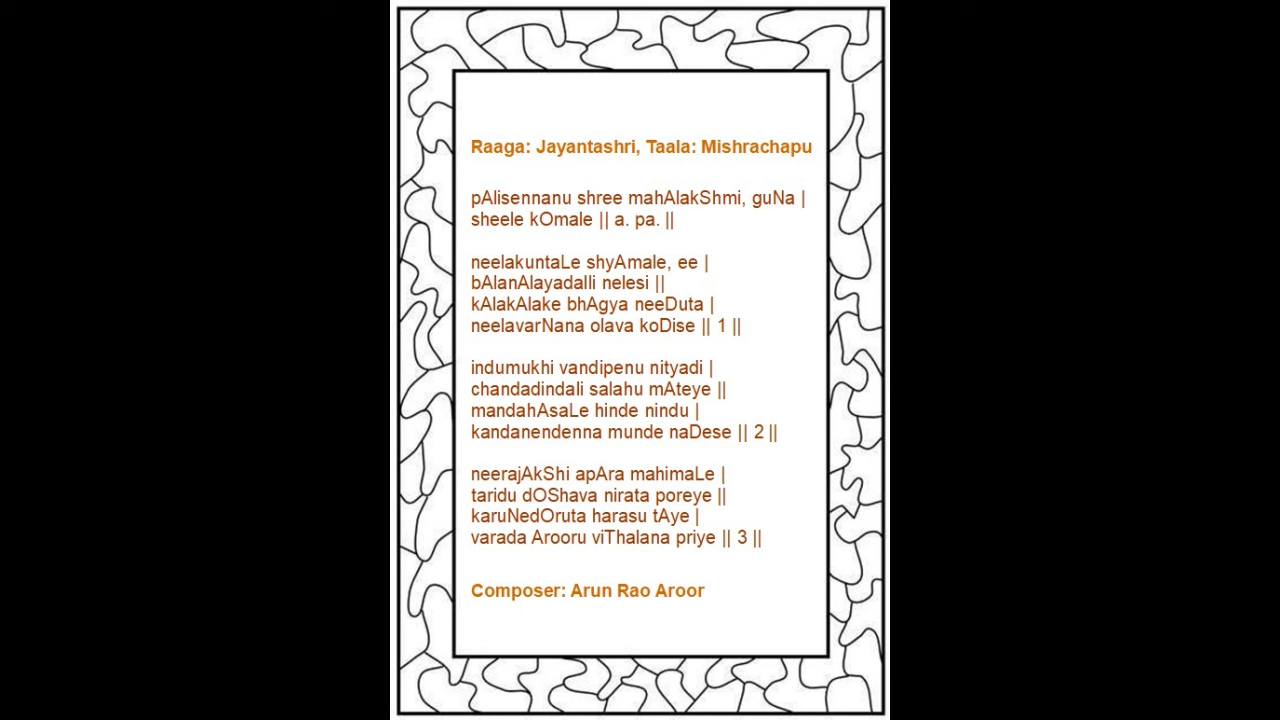 Raaga: Jayantashri, Taala: Mishrachapu
pAlisennanu shree mahAlakShmi, guNa |
sheele kOmale || a. pa. ||
neelakuntaLe shyAmale, ee |
bAlanAlayadalli nelesi ||
kAlakAlake bhAgya neeDuta |
neelavarNana olava koDise || 1 ||
indumukhi vandipenu nityadi |
chandadindali salahu mAteye ||
mandahAsaLe hinde nindu |
kandanendenna munde naDese || 2 ||
neerajAkShi apAra mahimaLe |
taridu dOShava nirata poreye ||
karuNedOruta harasu tAye |
varada Arooru viThalana priye || 3 ||
Composer: Arun Rao Aroor